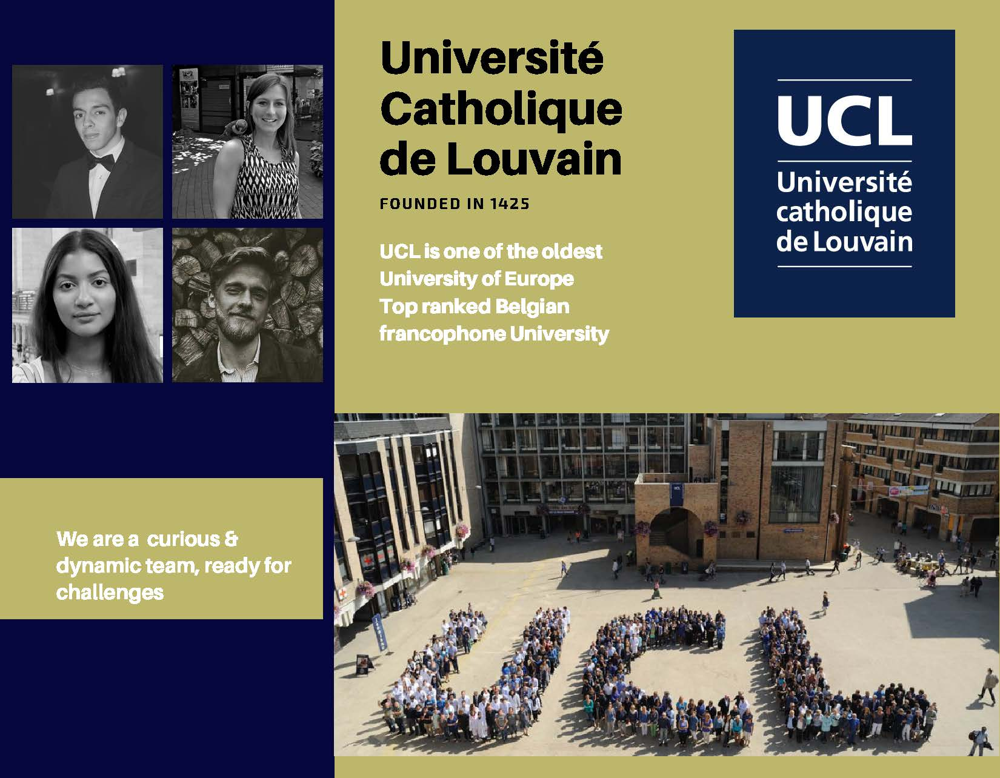 Université
Catholique
de Louvain
FOUNDED IN 1425
UCL is one of the oldest
University of Europe
Top ranked Belgian
francophone University
UCL
Université
catholique
de Louvain
We are a curious &
dynamic team, ready for
challenges
UCL